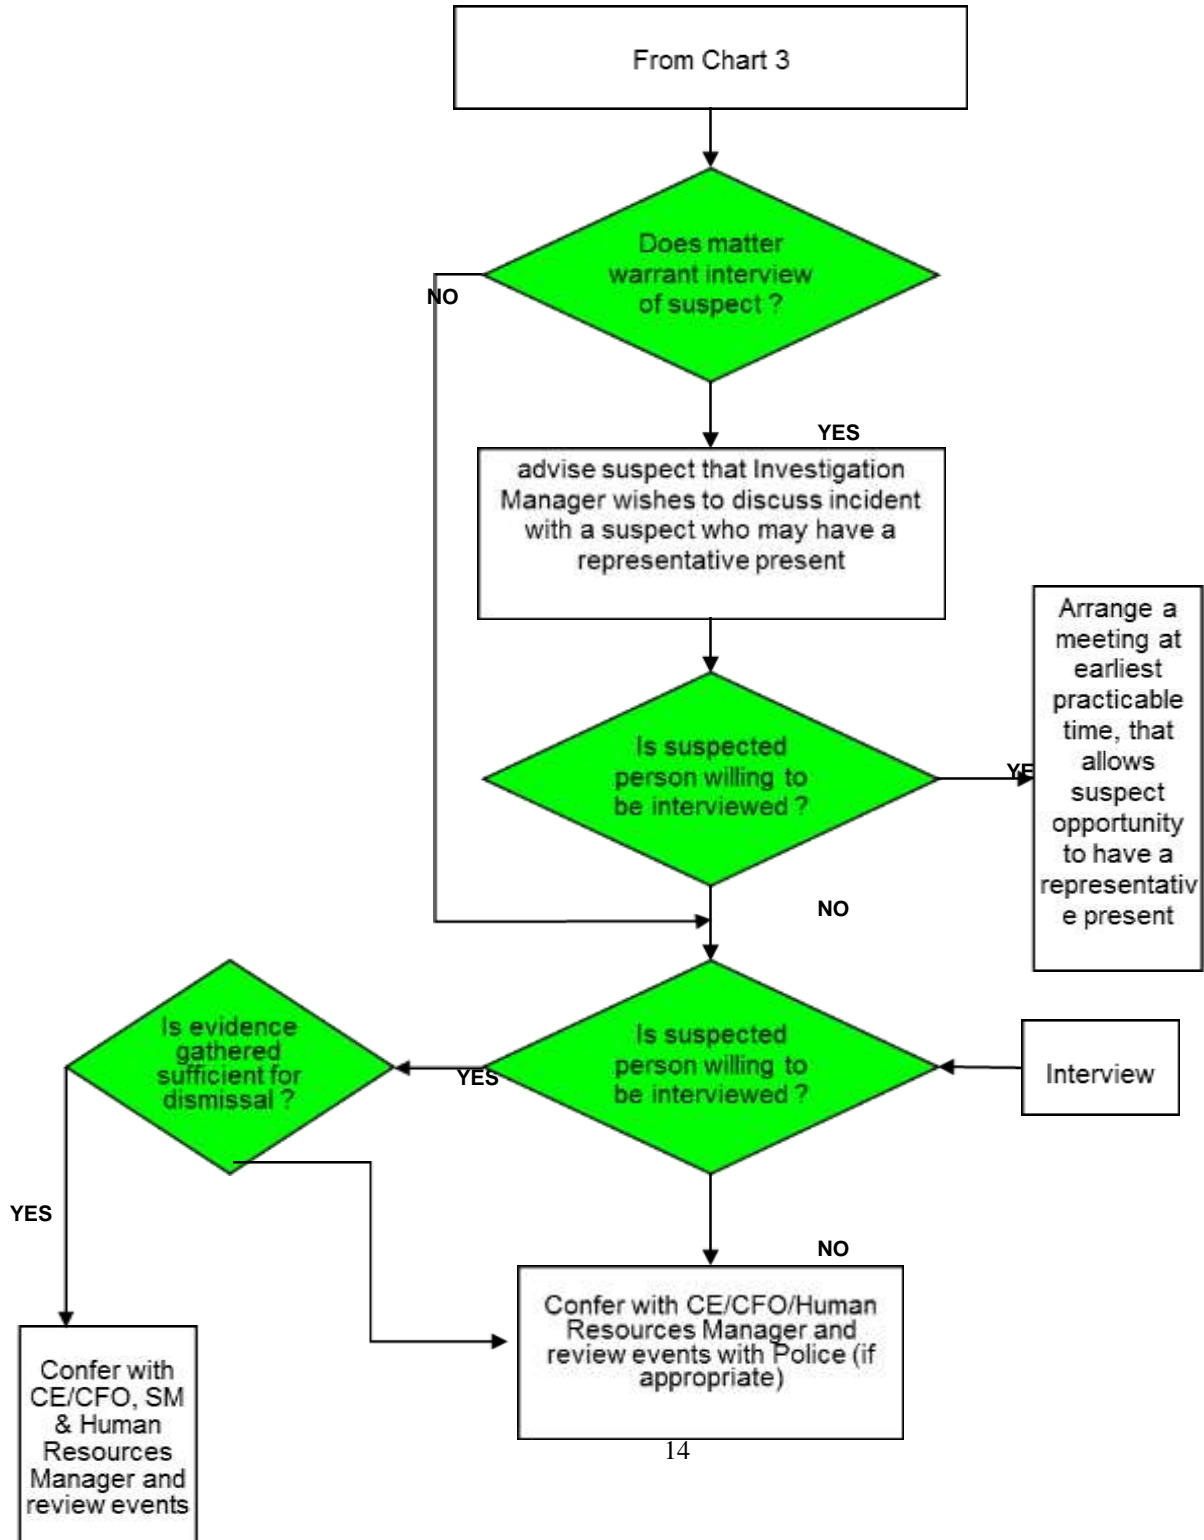 From Chart 3
Does matter
warrant interview
of suspect ?
NO
YES
advise suspect that Investigation
Manager wishes to discuss incident
with a suspect who may have a
representative present
Is suspected
person willing to
be interviewed ?
YE
Arrange a
meeting at
earliest
practicable
time, that
allows
suspect
opportunity
to have a
representativ
e present
NO
Is evidence
gathered
sufficient for
dismissal ?
YES
Is suspected
person willing to
be interviewed ?
Interview
YES
NO
Confer with
CE/CFO, SM
& Human
Resources
Manager and
review events
Confer with CE/CFO/Human
Resources Manager and
review events with Police (if
appropriate)
14